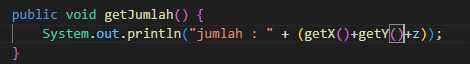 public void getJumlah() {
    System.out.println("jumlah : " + (getX()+getY()+z));
}